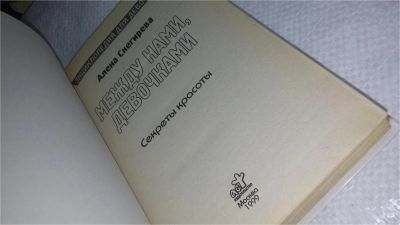 Алена Снегирева
МЕЖДУ НАМИ,
ДЕВОЧКАМИ
Секреты красоты
Москва
1999